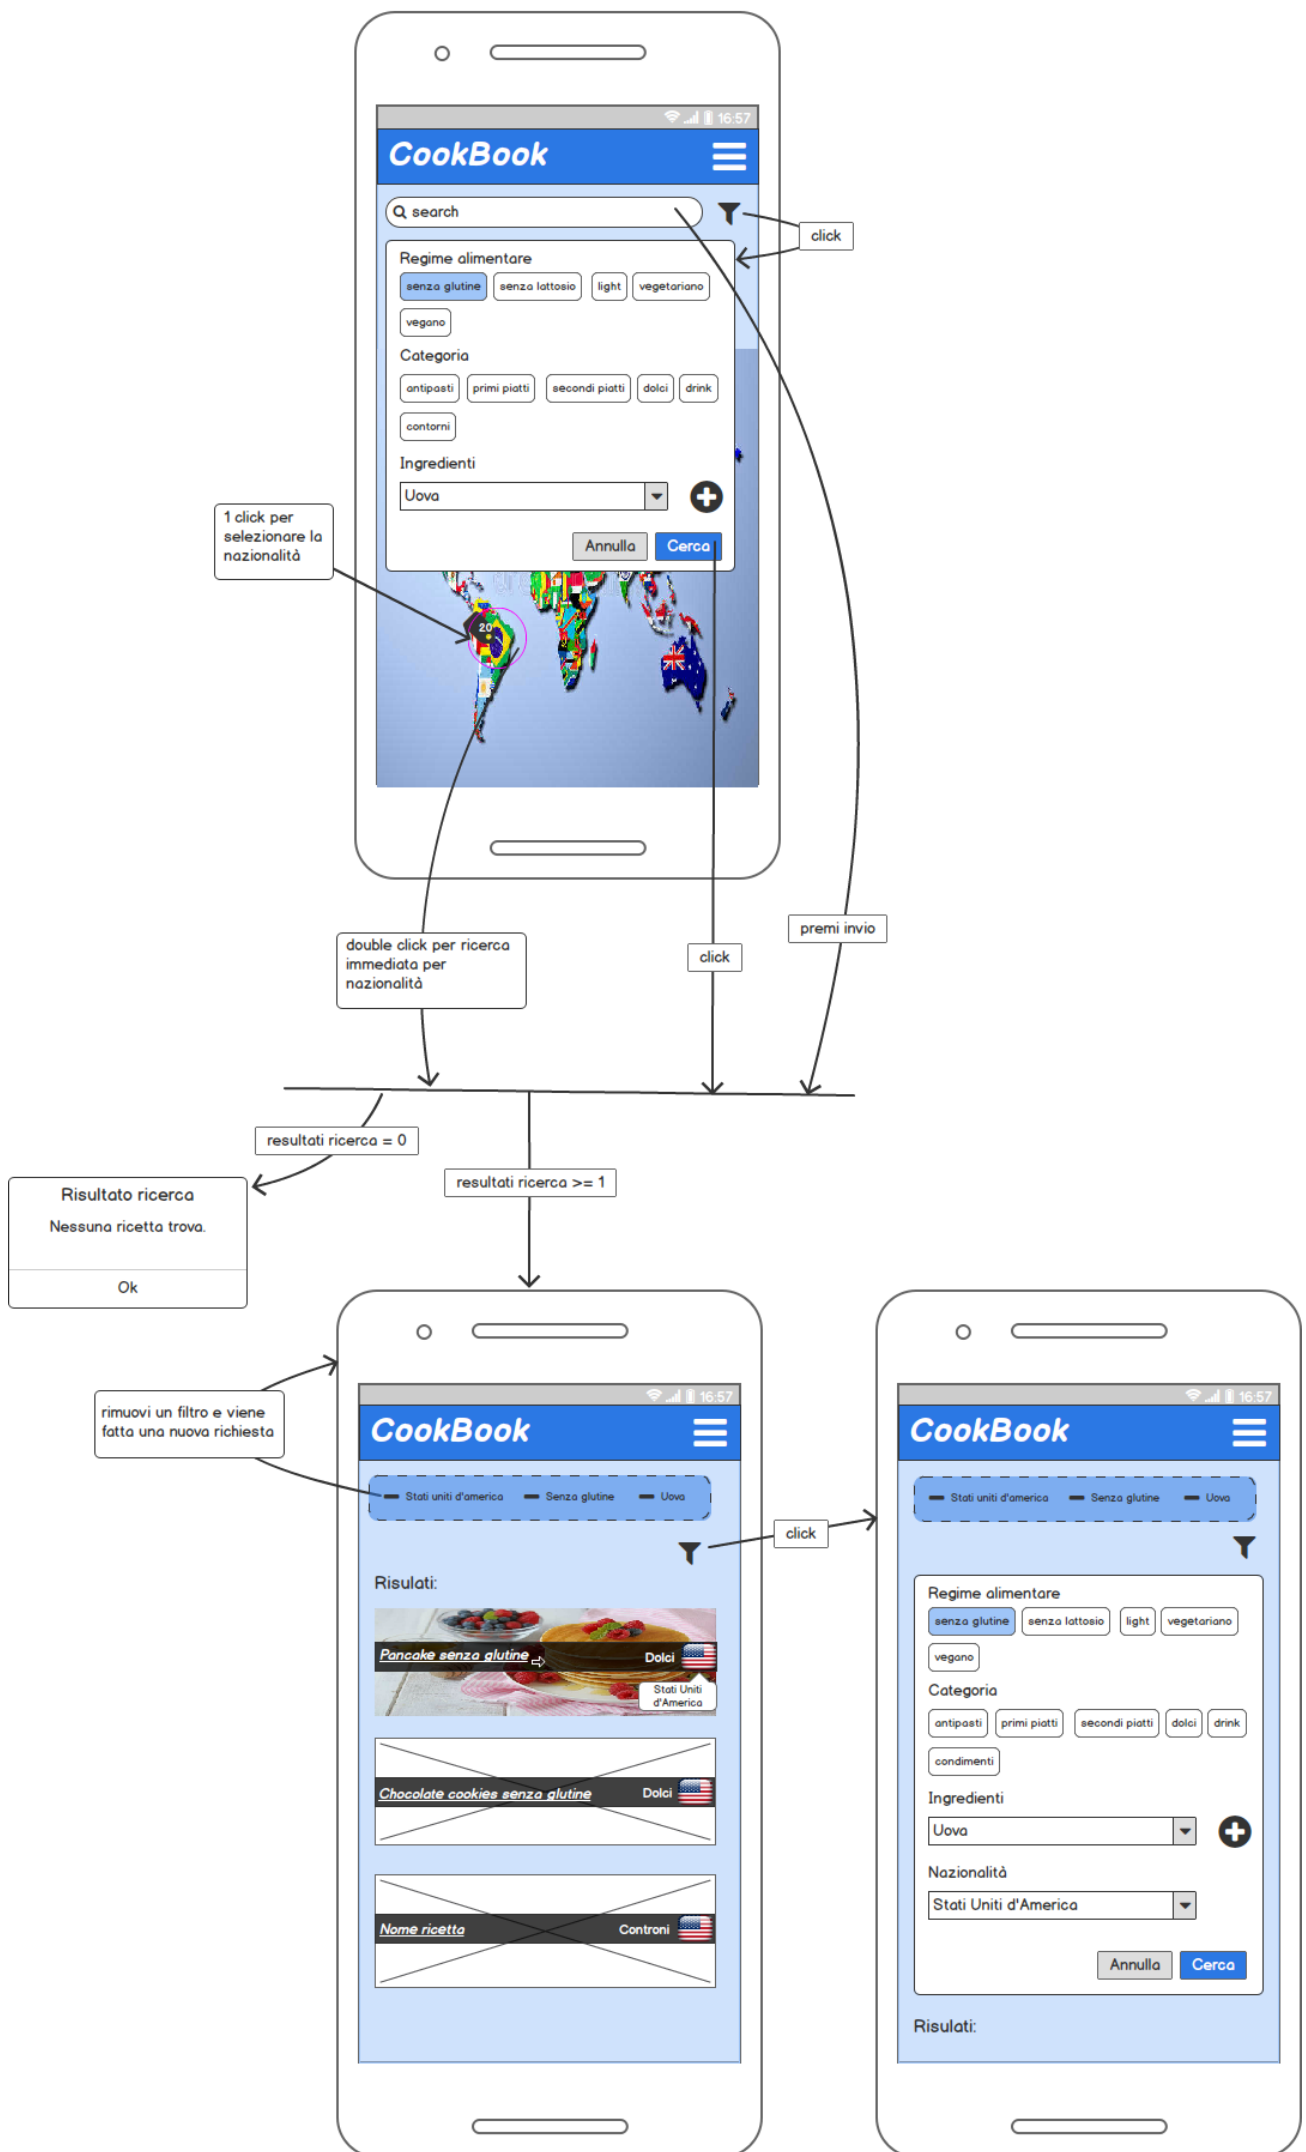 16:57
CookBook
search
click
Regime alimentare
senza glutine senza lattosio light vegetariano
vegano
Categoria
antipasti primi piatti secondi piatti dolci drink
contorni
Ingredienti
Uova
Annulla Cerca
1 click per
selezionare la
nazionalità
20
double click per ricerca
immediata per
nazionalità
click
premi invio
resultati ricerca = 0
resultati ricerca >= 1
Risultato ricerca
Nessuna ricetta trova.
Ok
rimuovi un filtro e viene
fatta una nuova richiesta
16:57
CookBook
Stati uniti d'america Senza glutine Uova
click
Risulati:
Pancake senza glutine Dolci
Stati Uniti
d'America
Chocolate cookies senza glutine Dolci
Nome ricetta Controni
16:57
CookBook
Stati uniti d'america Senza glutine Uova
Regime alimentare
senza glutine senza lattosio light vegetariano
vegano
Categoria
antipasti primi piatti secondi piatti dolci drink
condimenti
Ingredienti
Uova
Nazionalità
Stati Uniti d'America
Annulla Cerca
Risulati: